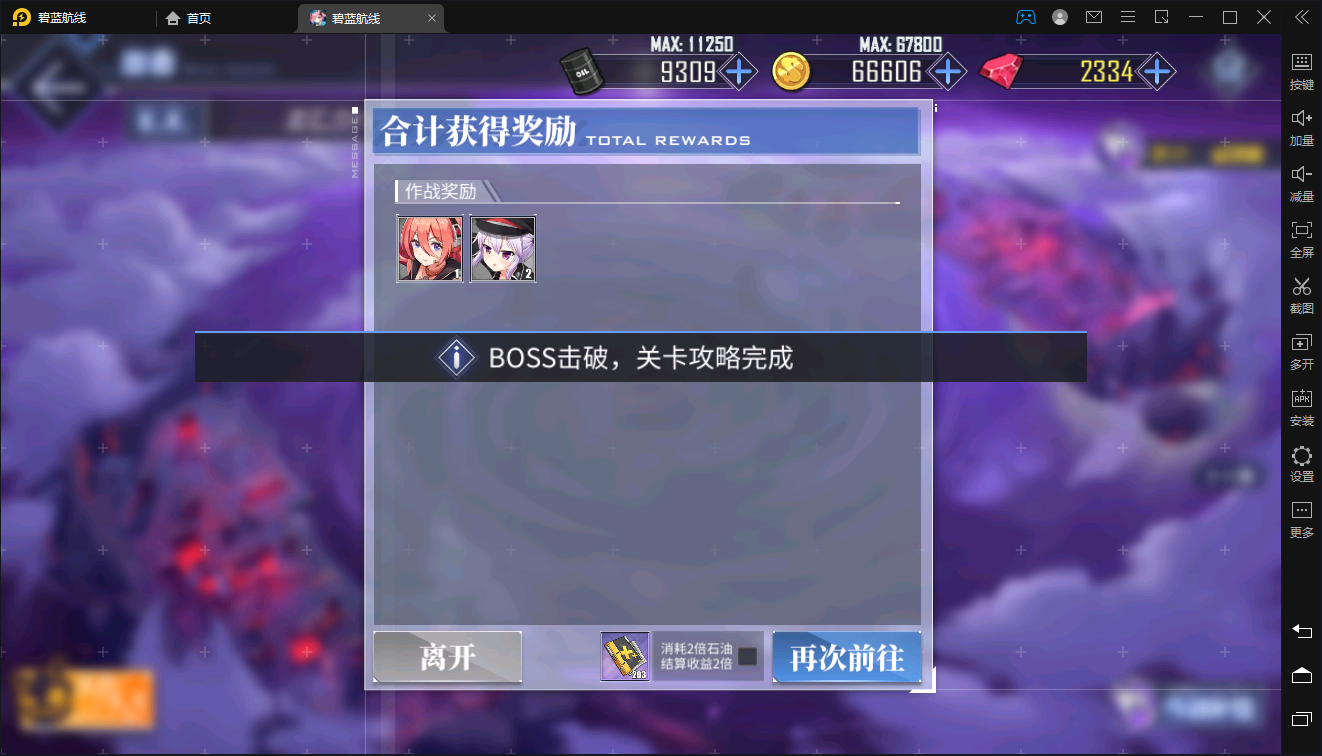 碧蓝航线
首页
碧蓝航线
MAX: 11250
9309
MAX: 67800
66606
2334
OIL
MESSAGE
合计获得奖励 TOTAL REWARDS
作战奖励
1
2
BOSS击破，关卡攻略完成
离开
203
消耗2倍石油
结算收益2倍
再次前往
按键
加量
减量
全屏
截图
多开
APK
安装
设置
更多